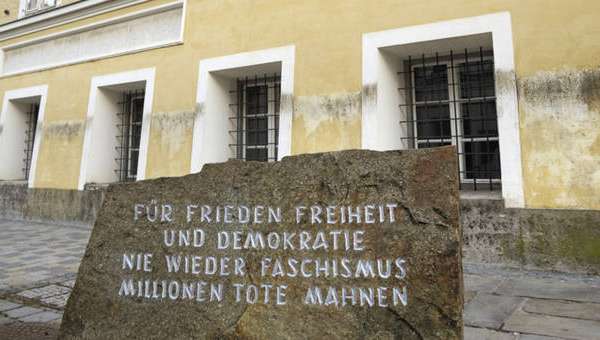 FÜR FRIEDEN FREIHEIT
UND DEMOKRATIE
NIE WIEDER FASCHISMUS
MILLIONEN TOTE MAHNEN